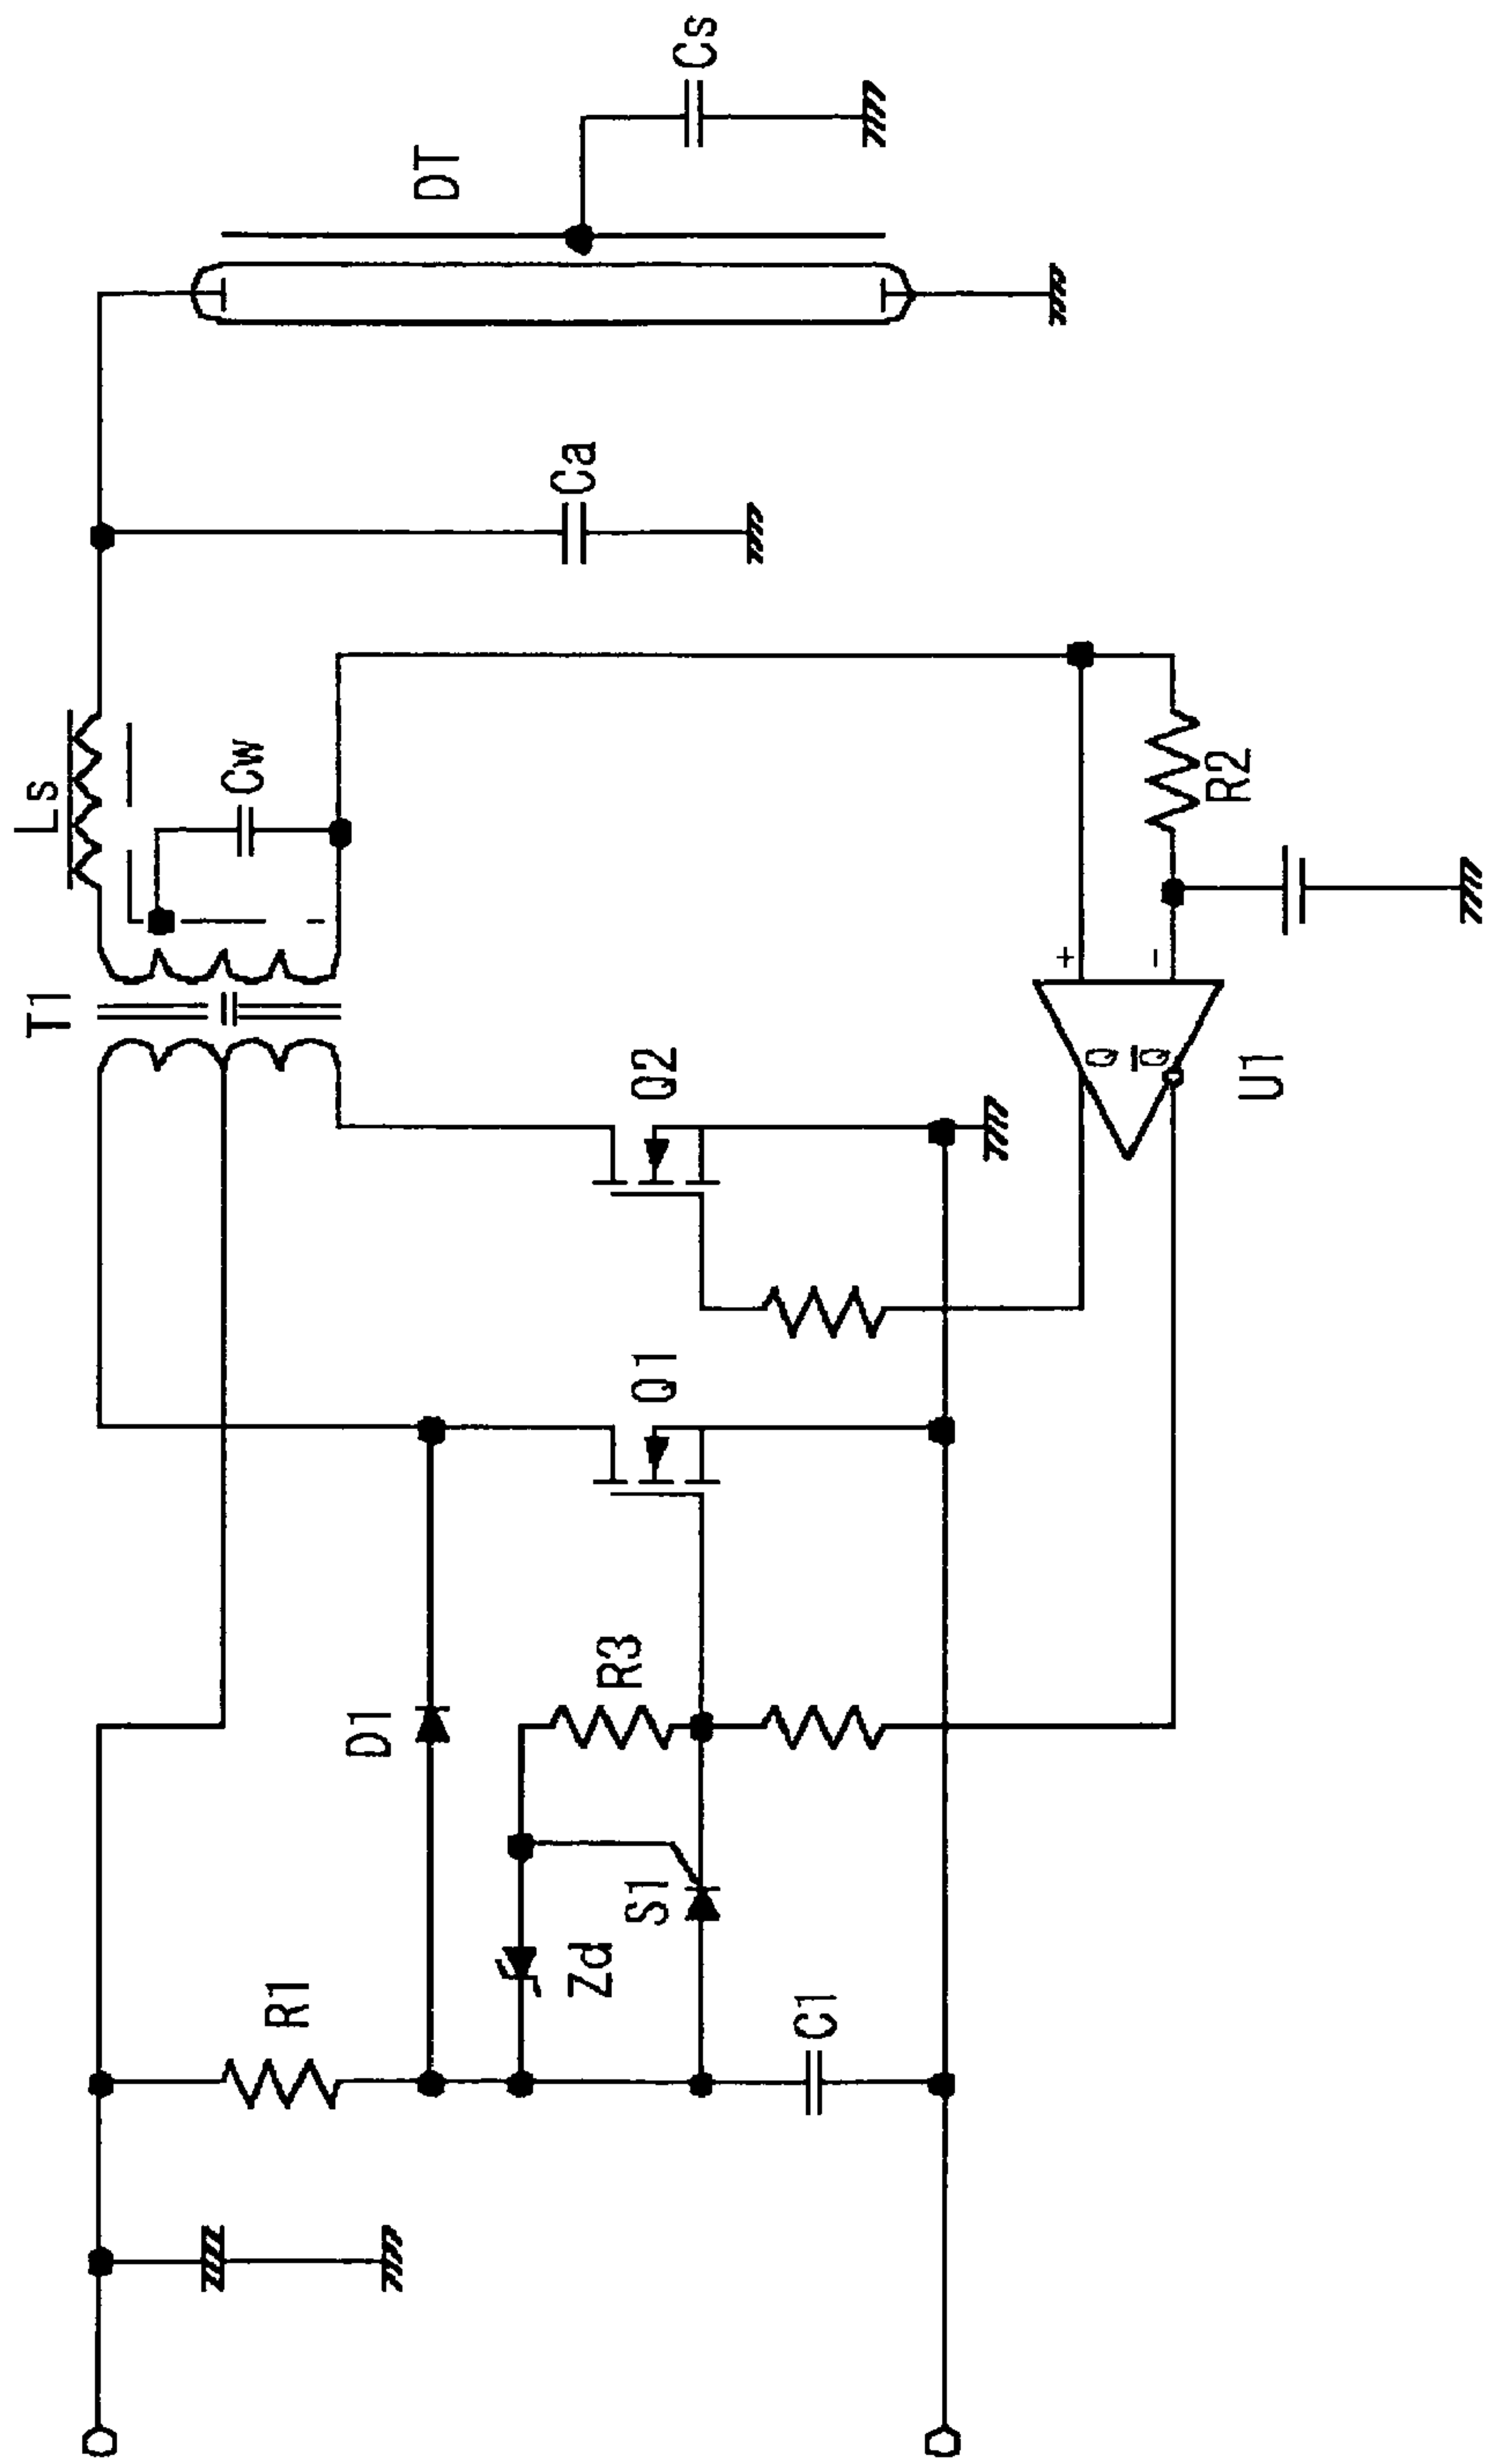 T1
Ls
Cw
R1
D1
DT
Ca
Zd
R3
S1
Q1
Q2
Cs
C1
+
Q
Q̅
-
R2
U1